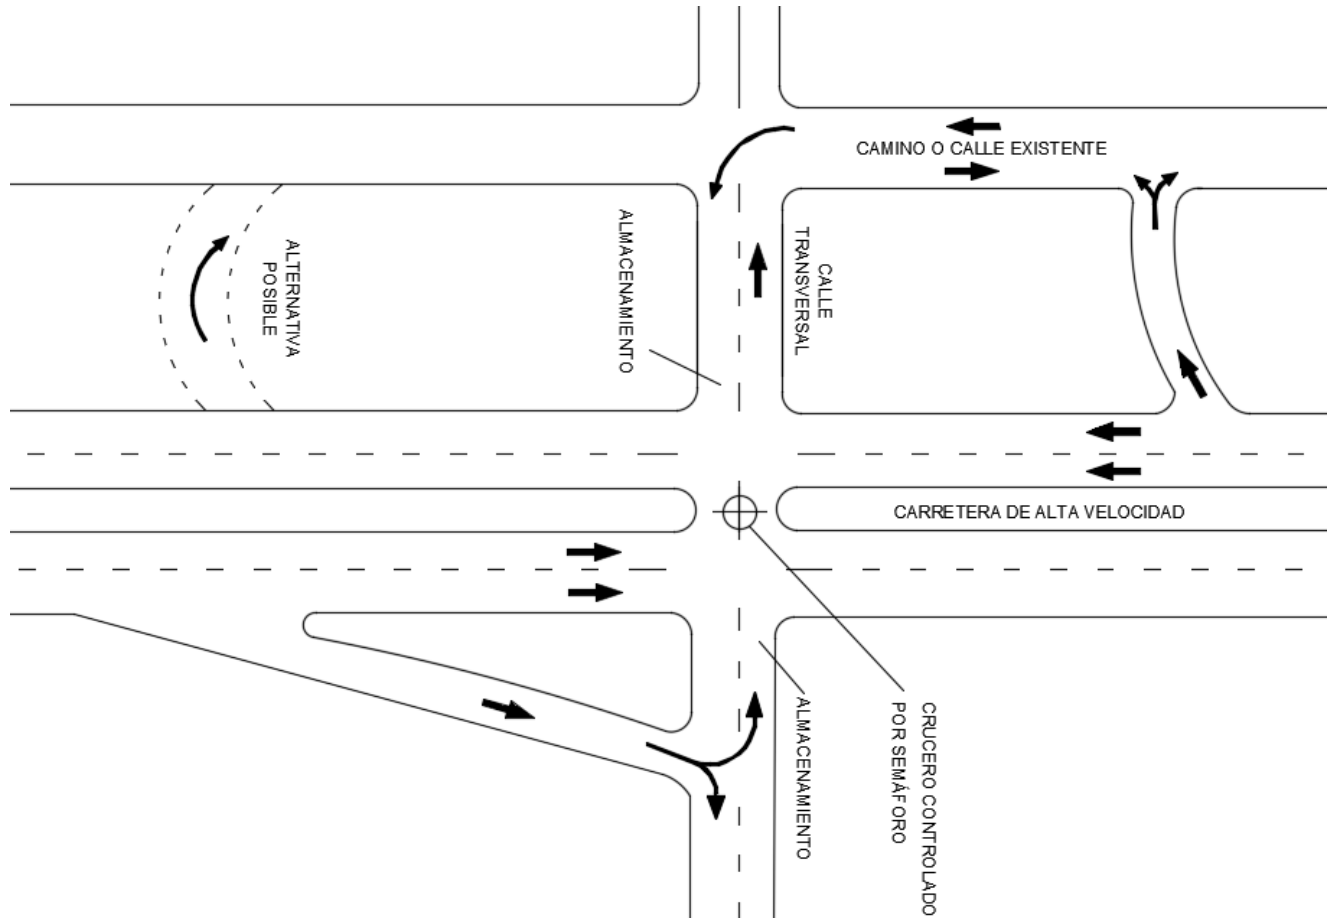 CAMINO O CALLE EXISTENTE
ALMACENAMIENTO
CALLE
TRANSVERSAL
ALTERNATIVA
POSIBLE
CARRETERA DE ALTA VELOCIDAD
ALMACENAMIENTO
CRUCERO CONTROLADO
POR SEMÁFORO